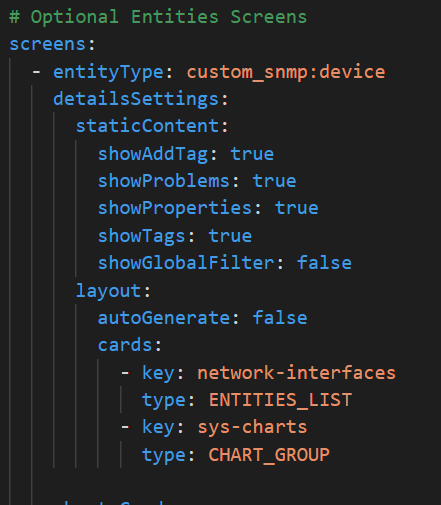 # Optional Entities Screens
screens:
  - entityType: custom_snmp:device
    detailsSettings:
      staticContent:
        showAddTag: true
        showProblems: true
        showProperties: true
        showTags: true
        showGlobalFilter: false
      layout:
        autoGenerate: false
        cards:
          - key: network-interfaces
            type: ENTITIES_LIST
          - key: sys-charts
            type: CHART_GROUP